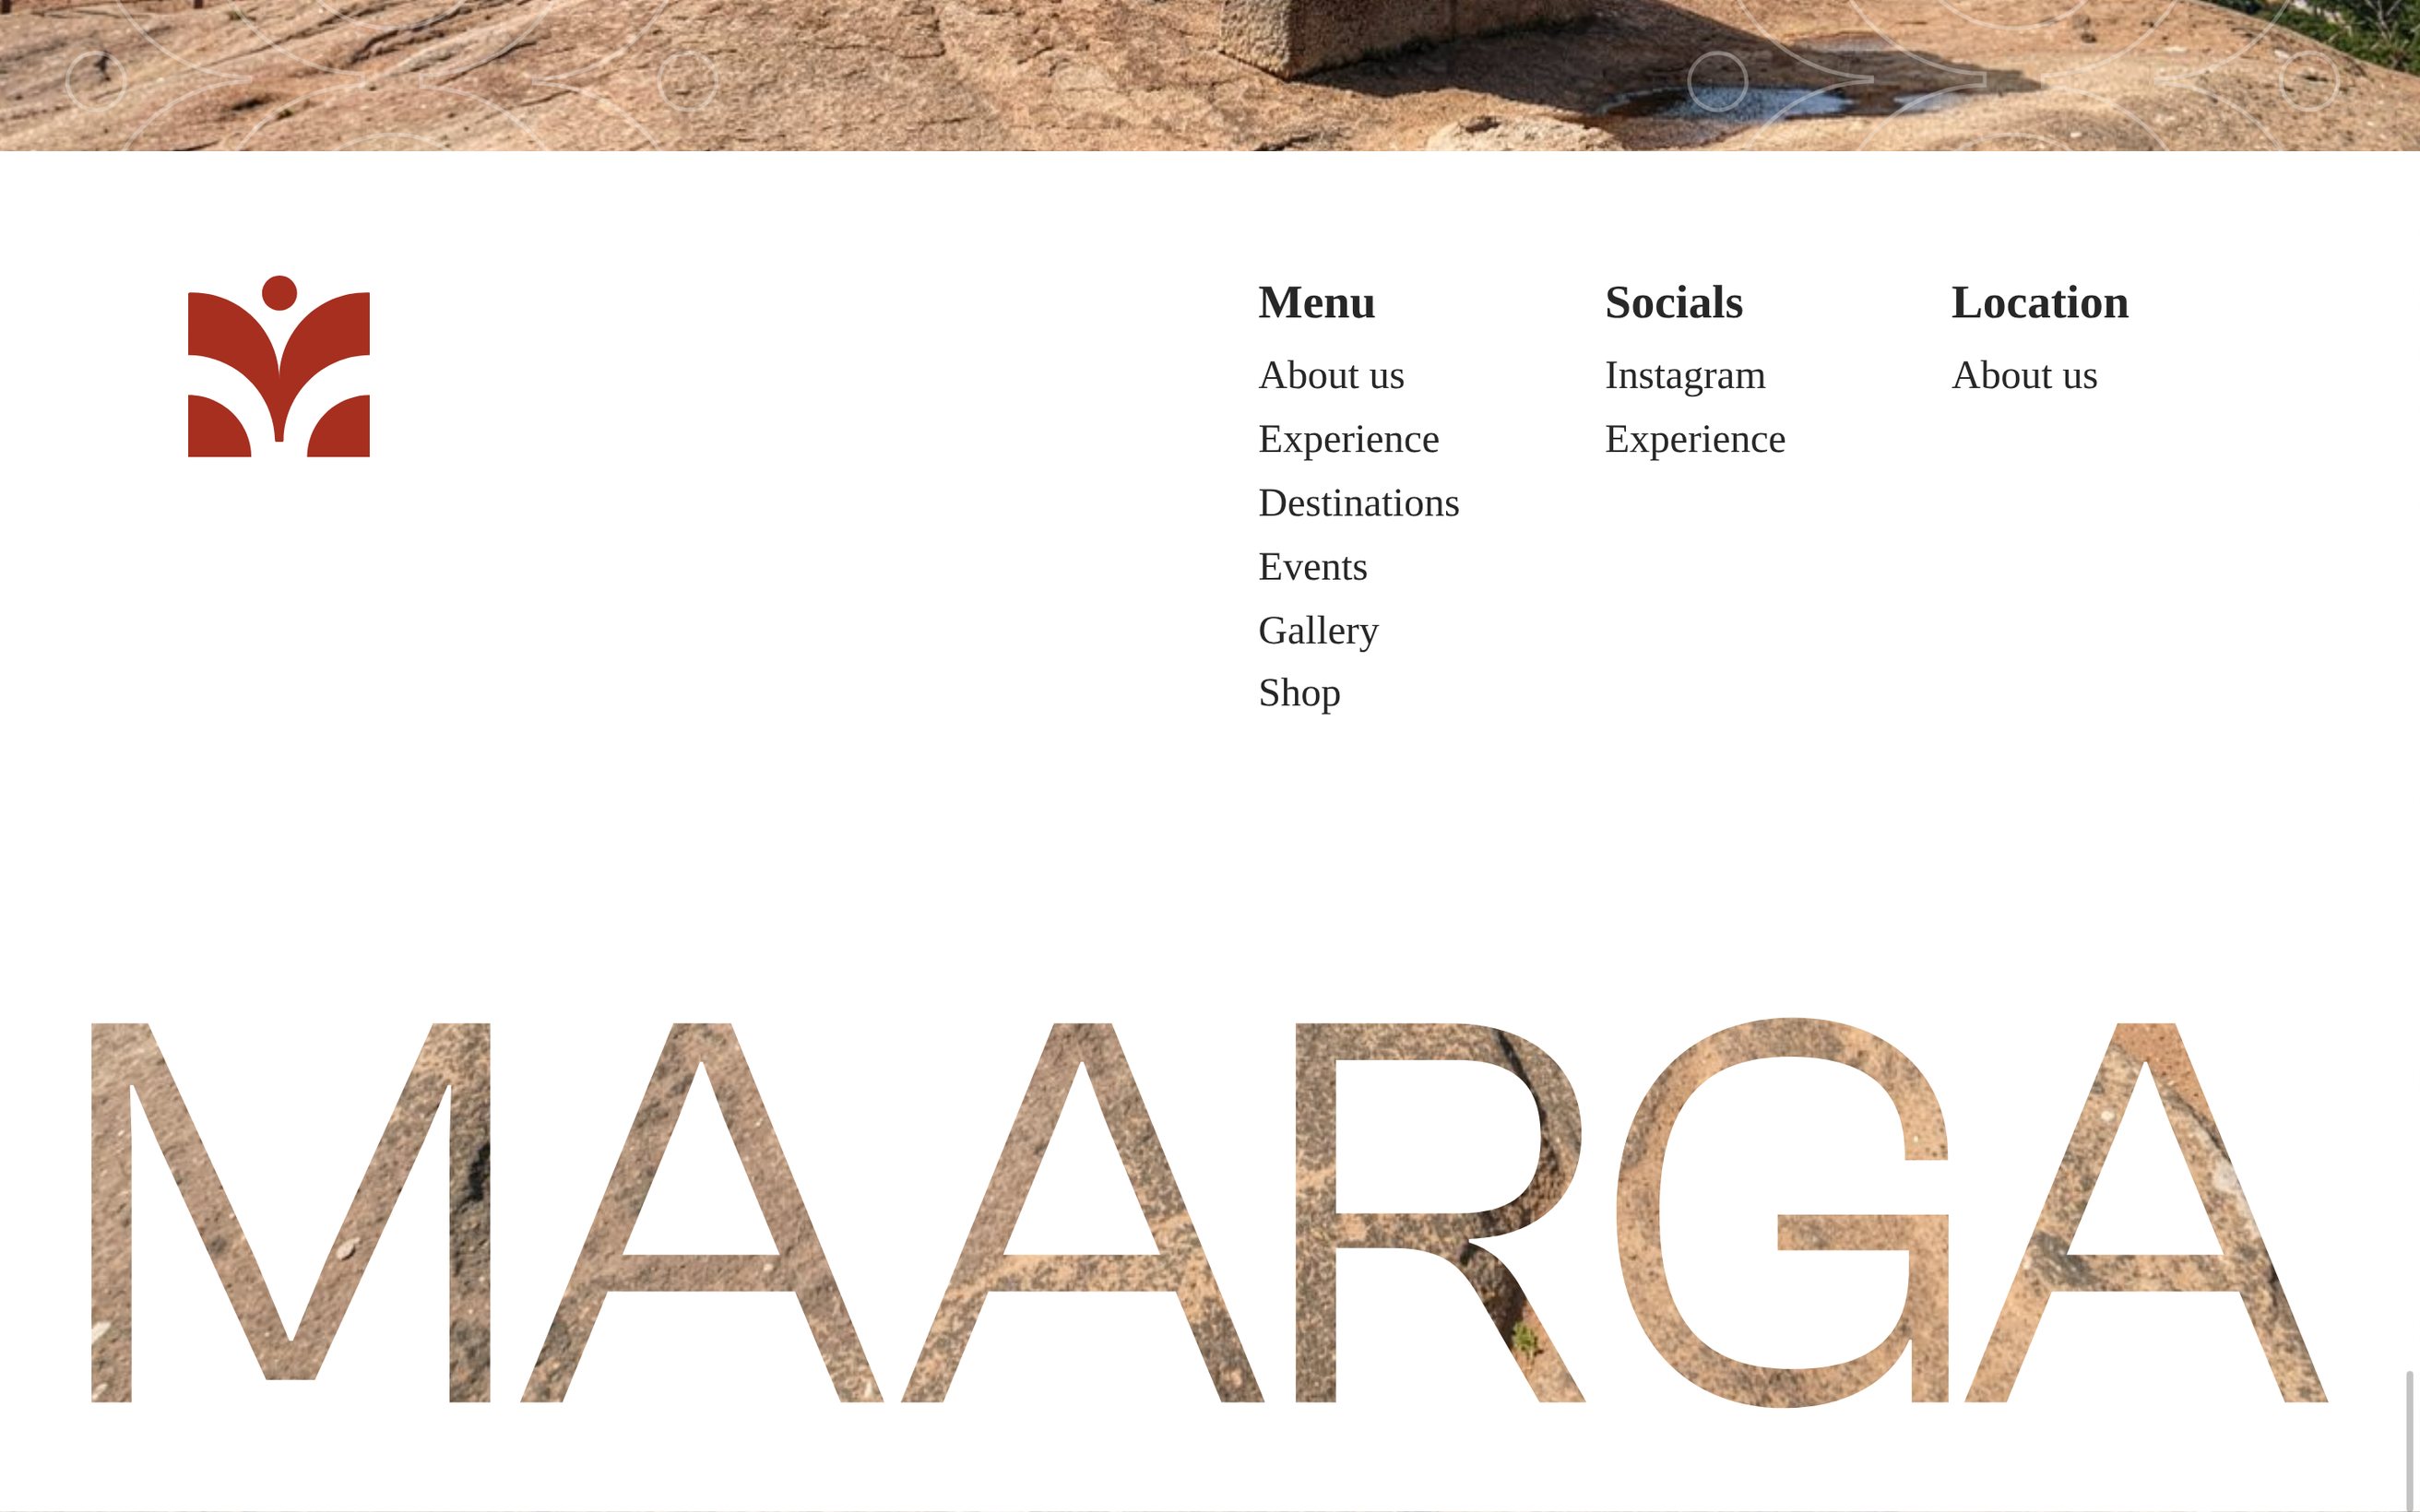 Menu
About us
Experience
Destinations
Events
Gallery
Shop
Socials
Instagram
Experience
Location
About us
MAARGA